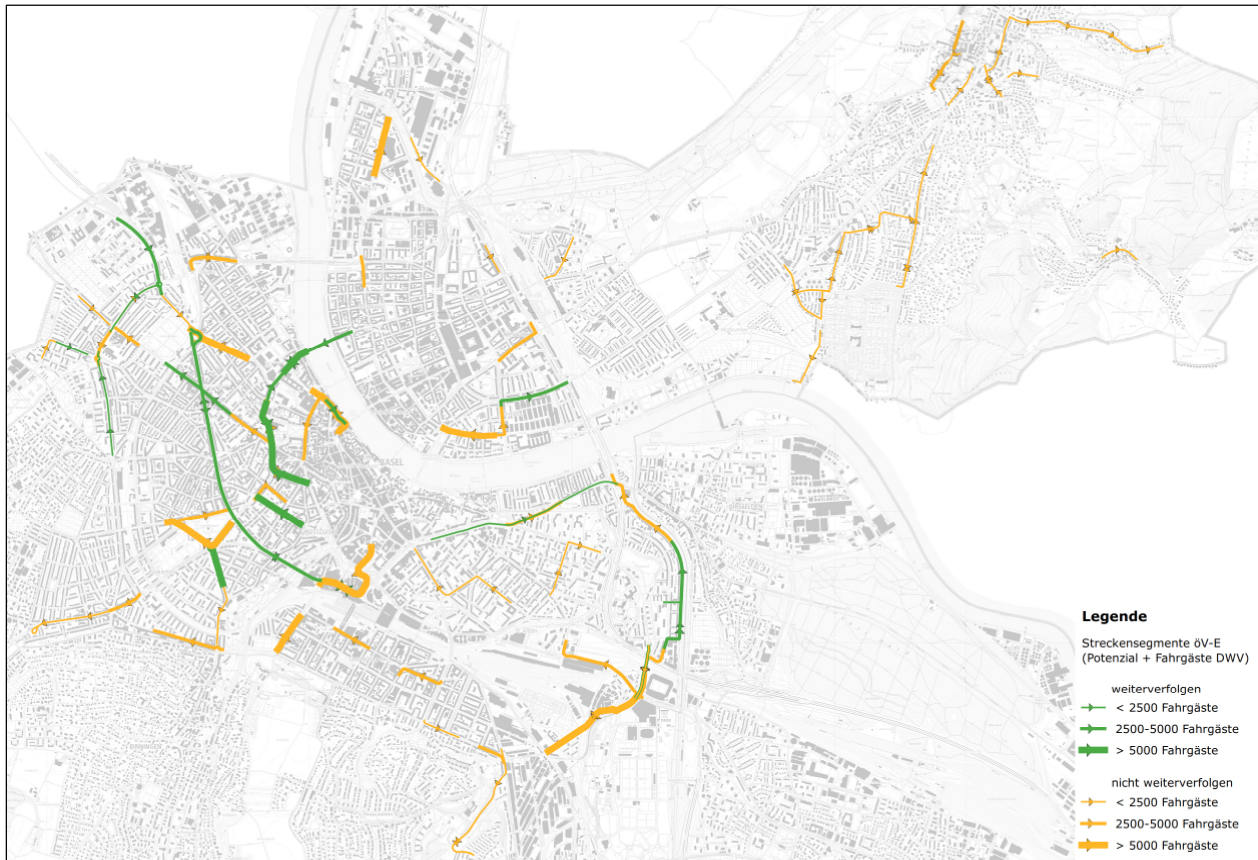 BASEL
Legende
Streckensegmente öV-E
(Potenzial + Fahrgäste DWV)
weiterverfolgen
< 2500 Fahrgäste
2500-5000 Fahrgäste
> 5000 Fahrgäste
nicht weiterverfolgen
< 2500 Fahrgäste
2500-5000 Fahrgäste
> 5000 Fahrgäste